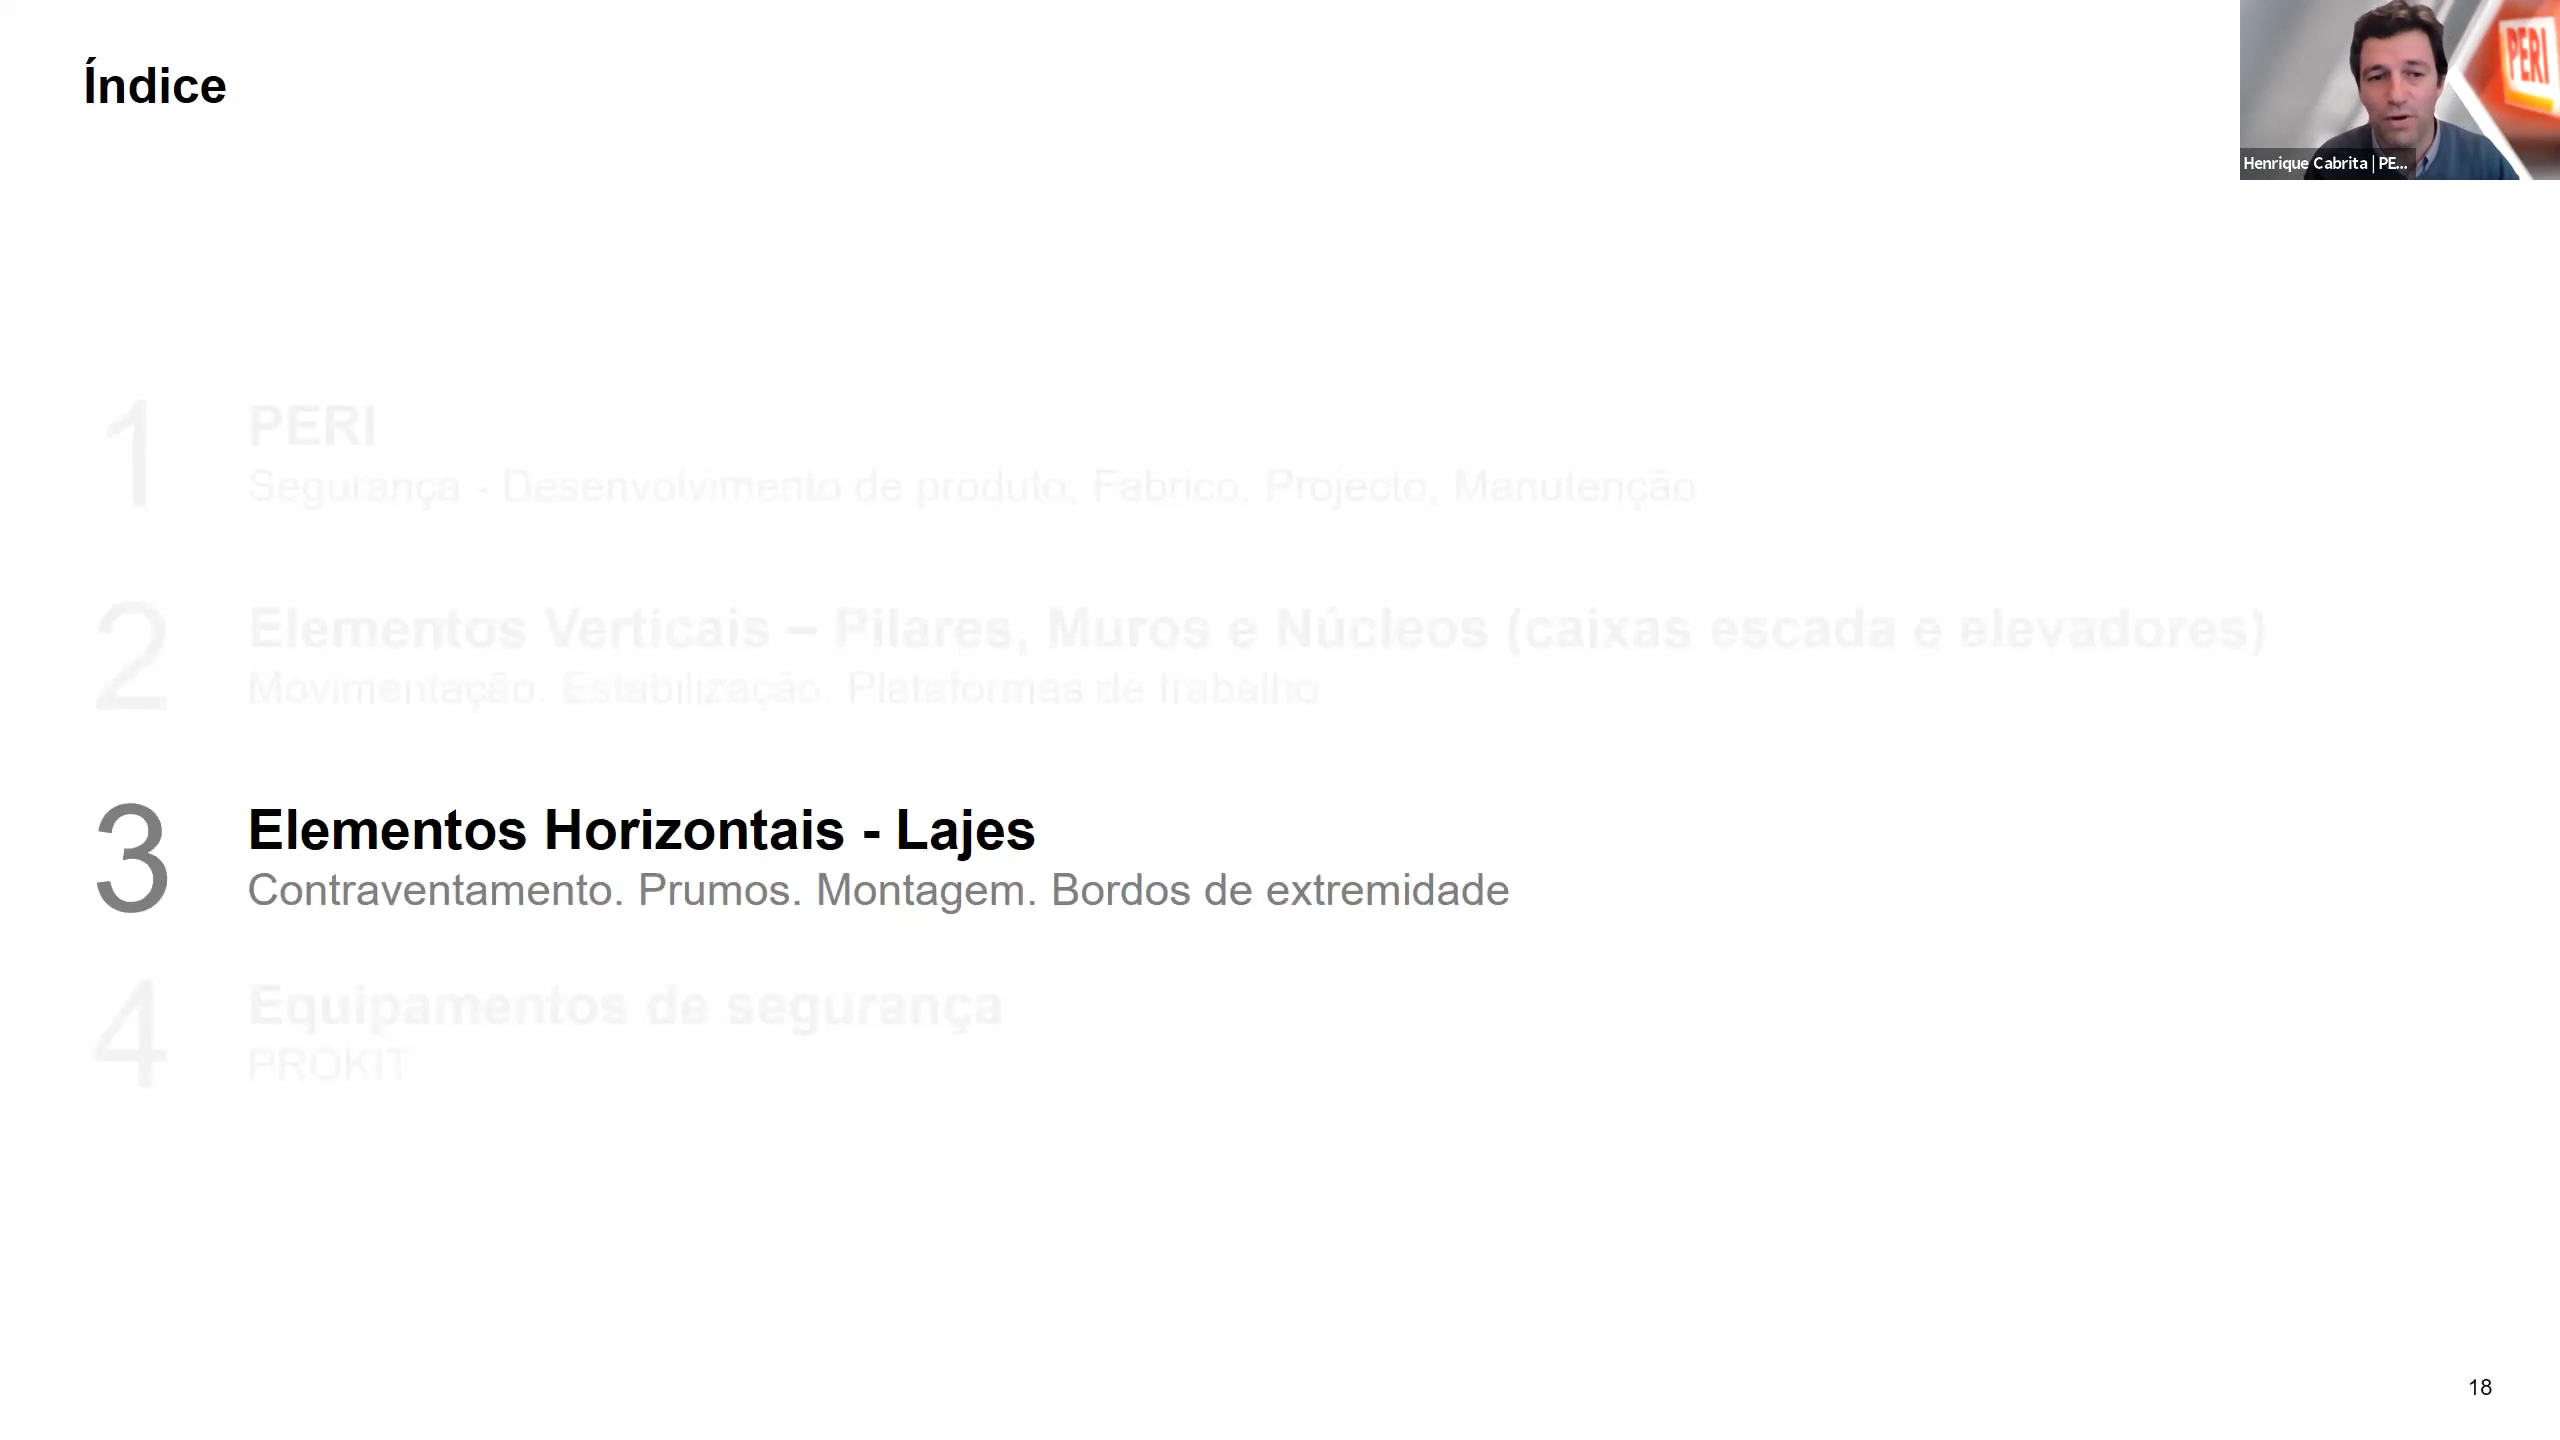 Índice
PERI
Henrique Cabrita | PE...
1
PERI
Segurança - Desenvolvimento de produto, Fabrico, Projecto, Manutenção
2
Elementos Verticais – Pilares, Muros e Núcleos (caixas escada e elevadores)
Movimentação. Estabilização. Plataformas de trabalho
3
Elementos Horizontais - Lajes
Contraventamento. Prumos. Montagem. Bordos de extremidade
4
Equipamentos de segurança
PROKIT
18